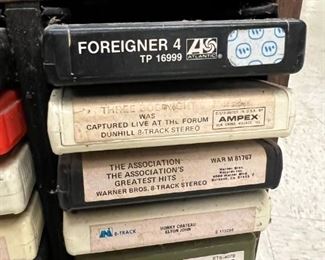 FOREIGNER 4
ATLANTIC
TP 16999
THREE DOG NIGHT
WAS
CAPTURED LIVE AT THE FORUM
DUNHILL 8-TRACK STEREO
AMPEX
THE ASSOCIATION THE
ASSOCIATION'S
GREATEST HITS
WARNER BROS. 8-TRACK STEREO
WAR M 81767
8-TRACK
HONKY CHATEAU
ELTON JOHN